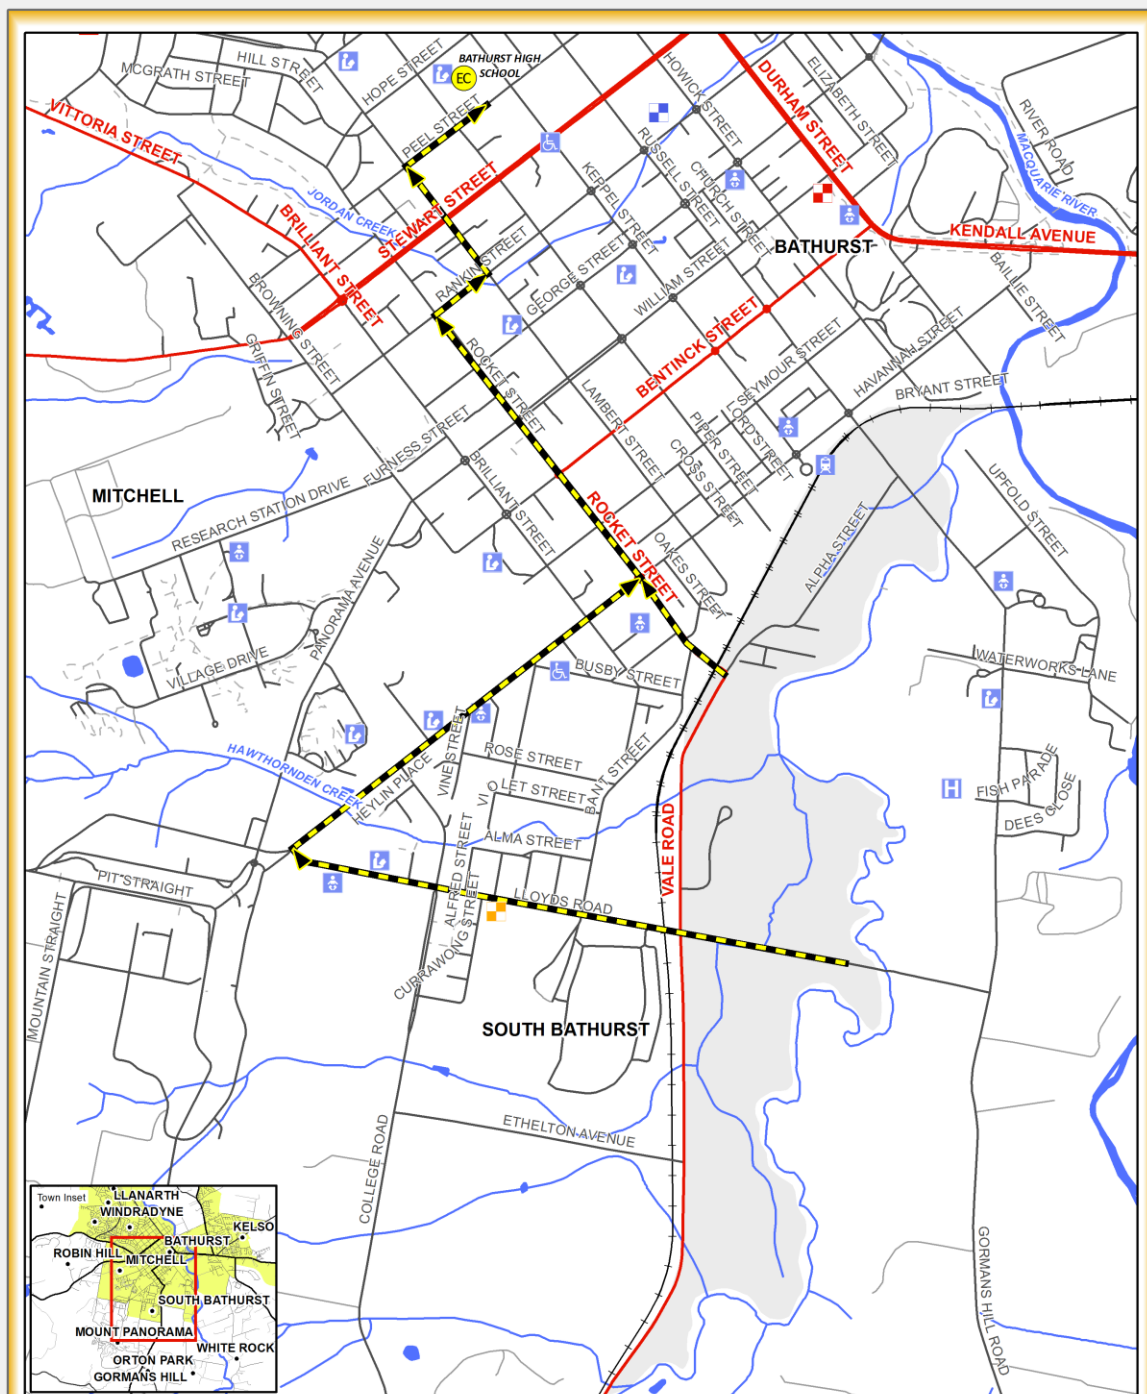 BATHURST HIGH
SCHOOL
EC
HILL STREET
MCGRATH STREET
HOPE STREET
PEEL STREET
HOWICK STREET
DURHAM STREET
ELIZABETH STREET
RIVER ROAD
MACQUARIE RIVER
VITTORIA STREET
JORDAN CREEK
STEWART STREET
KEPPEL STREET
RUSSELL STREET
CHURCH STREET
BATHURST
KENDALL AVENUE
BAILLIE STREET
BRILLIANT STREET
BROWNING STREET
GRIFFIN STREET
RANKIN STREET
GEORGE STREET
WILLIAM STREET
BENTINCK STREET
SEYMOUR STREET
HAVANNAH STREET
BRYANT STREET
ROCKET STREET
LAMBERT STREET
PIPER STREET
LORD STREET
CROSS STREET
FURNESS STREET
BRILLIANT STREET
MITCHELL
RESEARCH STATION DRIVE
ROCKET STREET
OAKES STREET
ALPHA STREET
UPFOLD STREET
PANORAMA AVENUE
VILLAGE DRIVE
BUSBY STREET
WATERWORKS LANE
HAWTHORNDEN CREEK
HEYLIN PLACE
VINE STREET
ROSE STREET
VIOLET STREET
BANT STREET
H
FISH PARADE
DEES CLOSE
ALMA STREET
ALFRED STREET
VALE ROAD
PIT STRAIGHT
LLOYDS ROAD
CURRAWONG STREET
MOUNTAIN STRAIGHT
SOUTH BATHURST
ETHELTON AVENUE
COLLEGE ROAD
GORMANS HILL ROAD
Town Inset
LLANARTH
WINDRADYNE
KELSO
BATHURST
ROBIN HILL
MITCHELL
SOUTH BATHURST
MOUNT PANORAMA
WHITE ROCK
ORTON PARK
GORMANS HILL